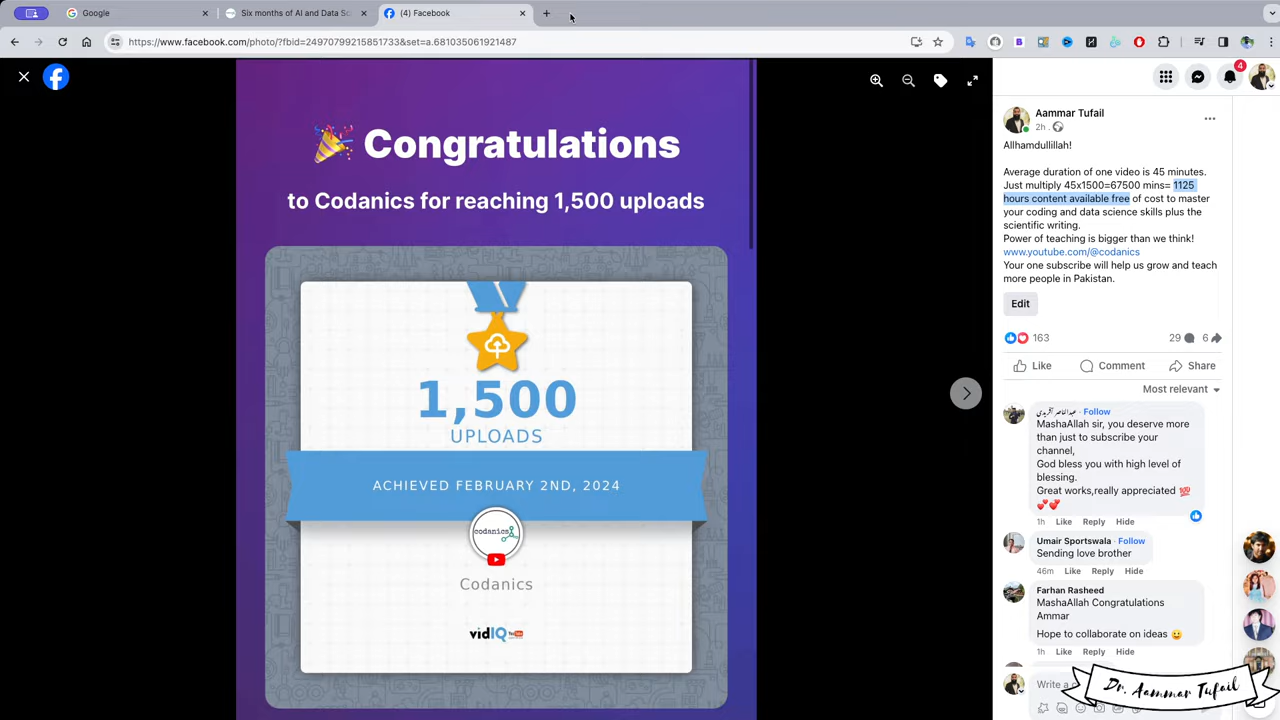 Google
Six months of AI and Data Sc
(4) Facebook
https://www.facebook.com/photo/?fbid=24970799215851733&set=a.681035061921487
Congratulations
to Codanics for reaching 1,500 uploads
1,500
UPLOADS
ACHIEVED FEBRUARY 2ND, 2024
codanics
Codanics
vidIQ
4
Aammar Tufail
2h
Allhamdullillah!
Average duration of one video is 45 minutes.
Just multiply 45x1500=67500 mins= 1125
hours content available free of cost to master
your coding and data science skills plus the
scientific writing.
Power of teaching is bigger than we think!
www.youtube.com/@codanics
Your one subscribe will help us grow and teach
more people in Pakistan.
Edit
163
29
6
Like
Comment
Share
Most relevant
Follow
MashaAllah sir, you deserve more
than just to subscribe your
channel,
God bless you with high level of
blessing.
Great works,really appreciated 💯
💕💕
1h Like Reply Hide
Umair Sportswala · Follow
Sending love brother
46m Like Reply Hide
Farhan Rasheed
MashaAllah Congratulations
Ammar
Hope to collaborate on ideas 😀
1h Like Reply Hide
Write a
Dr. Aammar Tufail